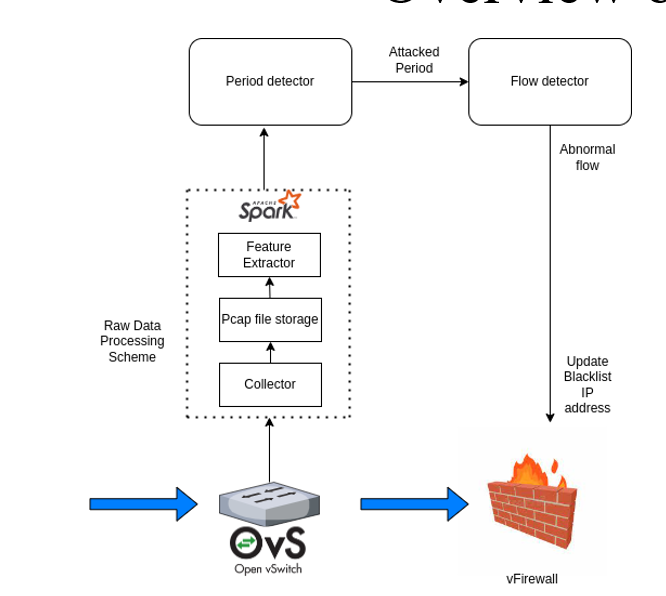 Overview
Period detector
Attacked
Period
Flow detector
Abnormal
flow
APACHE
Spark
Feature
Extractor
Pcap file storage
Collector
Raw Data
Processing
Scheme
Update
Blacklist
IP
address
OvS
Open vSwitch
vFirewall